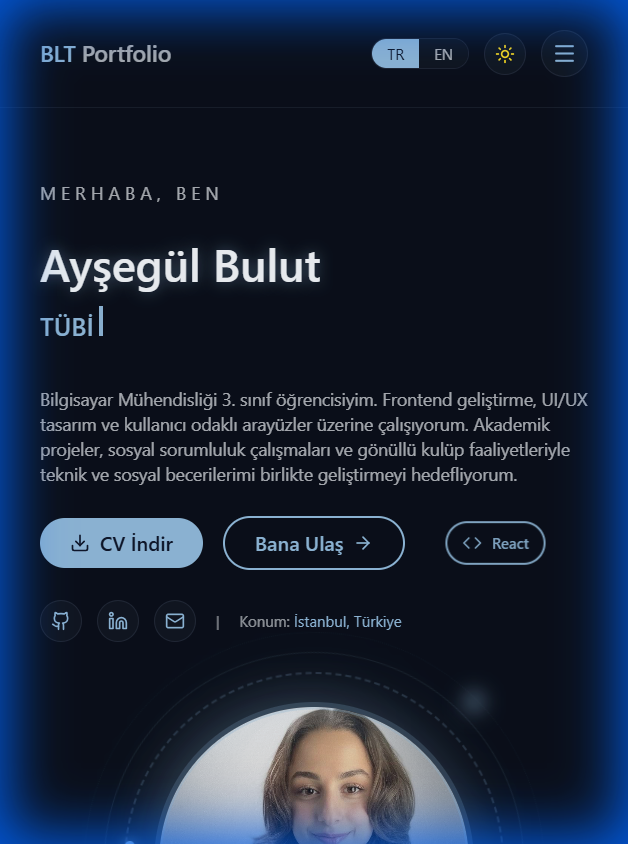 BLT Portfolio
TR EN
MERHABA, BEN
Ayşegül Bulut
TÜBİ
Bilgisayar Mühendisliği 3. sınıf öğrencisiyim. Frontend geliştirme, UI/UX
tasarım ve kullanıcı odaklı arayüzler üzerine çalışıyorum. Akademik
projeler, sosyal sorumluluk çalışmaları ve gönüllü kulüp faaliyetleriyle
teknik ve sosyal becerilerimi birlikte geliştirmeyi hedefliyorum.
CV İndir Bana Ulaş React
| Konum: İstanbul, Türkiye